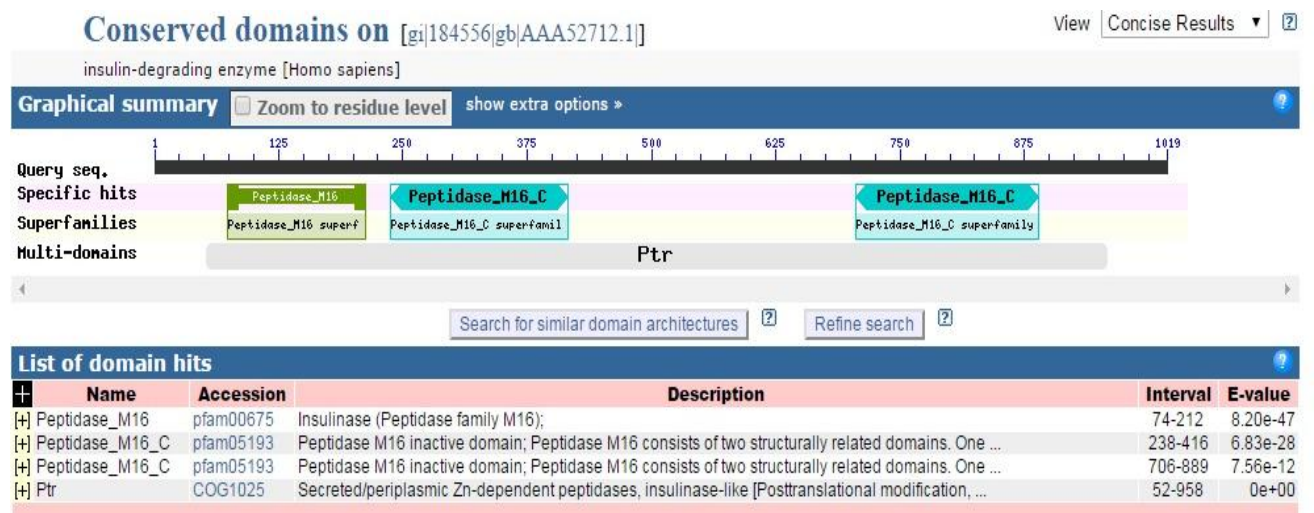 Conserved domains on [gi|184556|gb|AAA52712.1|] View Concise Results ▼ ?
insulin-degrading enzyme [Homo sapiens]
Graphical summary Zoom to residue level show extra options » ?
1 125 250 375 500 625 750 875 1019
Query seq.
Specific hits Peptidase_M16 Peptidase_M16_C Peptidase_M16_C
Superfamilies Peptidase_M16 superf Peptidase_M16_C superfamil Peptidase_M16_C superfamily
Multi-domains Ptr
Search for similar domain architectures ? Refine search ?
List of domain hits ?
+ Name Accession Description Interval E-value
[+] Peptidase_M16 pfam00675 Insulinase (Peptidase family M16); 74-212 8.20e-47
[+] Peptidase_M16_C pfam05193 Peptidase M16 inactive domain; Peptidase M16 consists of two structurally related domains. One ... 238-416 6.83e-28
[+] Peptidase_M16_C pfam05193 Peptidase M16 inactive domain; Peptidase M16 consists of two structurally related domains. One ... 706-889 7.56e-12
[+] Ptr COG1025 Secreted/periplasmic Zn-dependent peptidases, insulinase-like [Posttranslational modification, ... 52-958 0e+00